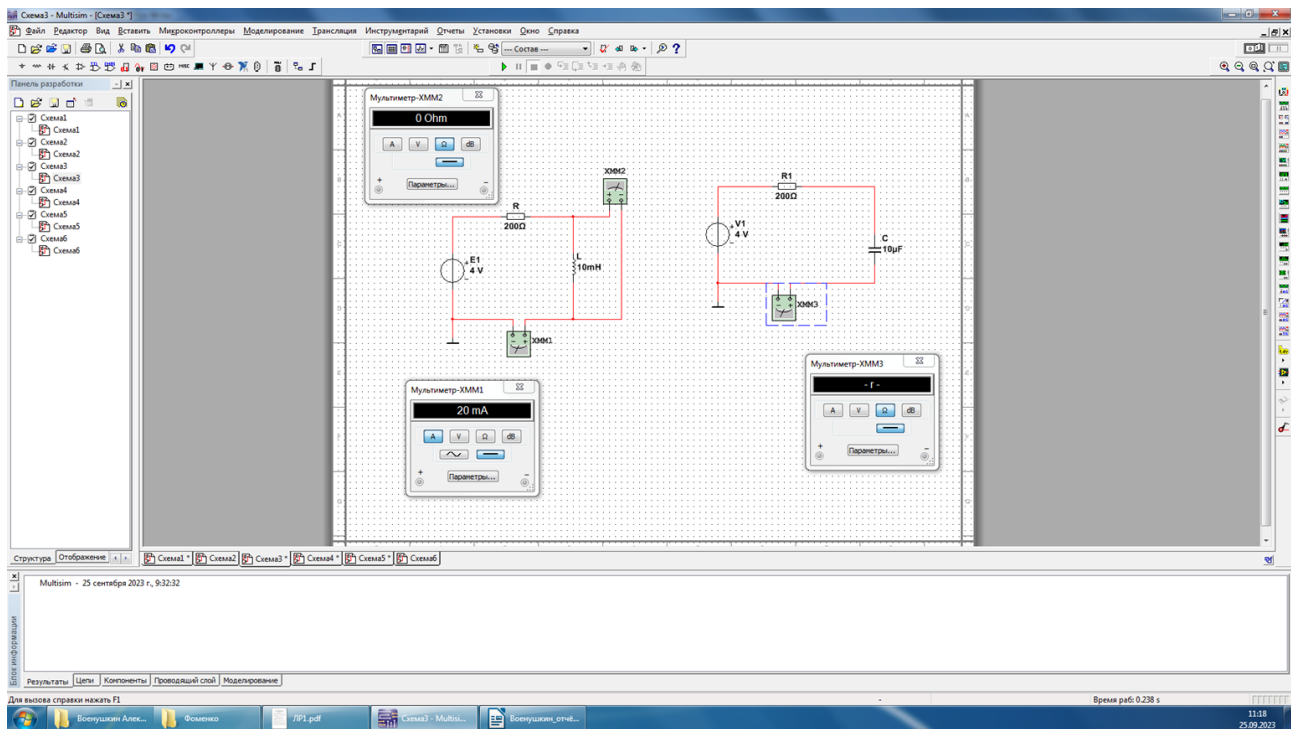 Схема3 - Multisim - [Схема3 *]
Файл Редактор Вид Вставить Микроконтроллеры Моделирование Трансляция Инструментарий Отчеты Установки Окно Справка
--- Состав ---
Панель разработки
Схема1
Схема1
Схема2
Схема2
Схема3
Схема3
Схема4
Схема4
Схема5
Схема5
Схема6
Схема6
Структура Отображение
Мультиметр-XMM2
0 Ohm
A V Ω dB
+ Параметры... -
XMM2
R
200Ω
E1
4 V
L
10mH
XMM1
Мультиметр-XMM1
20 mA
A V Ω dB
+ Параметры... -
R1
200Ω
V1
4 V
C
10µF
XMM3
Мультиметр-XMM3
- r -
A V Ω dB
+ Параметры... -
Схема1 * Схема2 Схема3 * Схема4 * Схема5 * Схема6
Multisim - 25 сентября 2023 г., 9:32:32
Блок информации
Результаты Цепи Компоненты Проводящий слой Моделирование
Для вызова справки нажать F1
- Время раб: 0.238 s
Военушкин Алек... Фоменко ЛР1.pdf Схема3 - Multisi... Военушкин_отчё...
11:18
25.09.2023